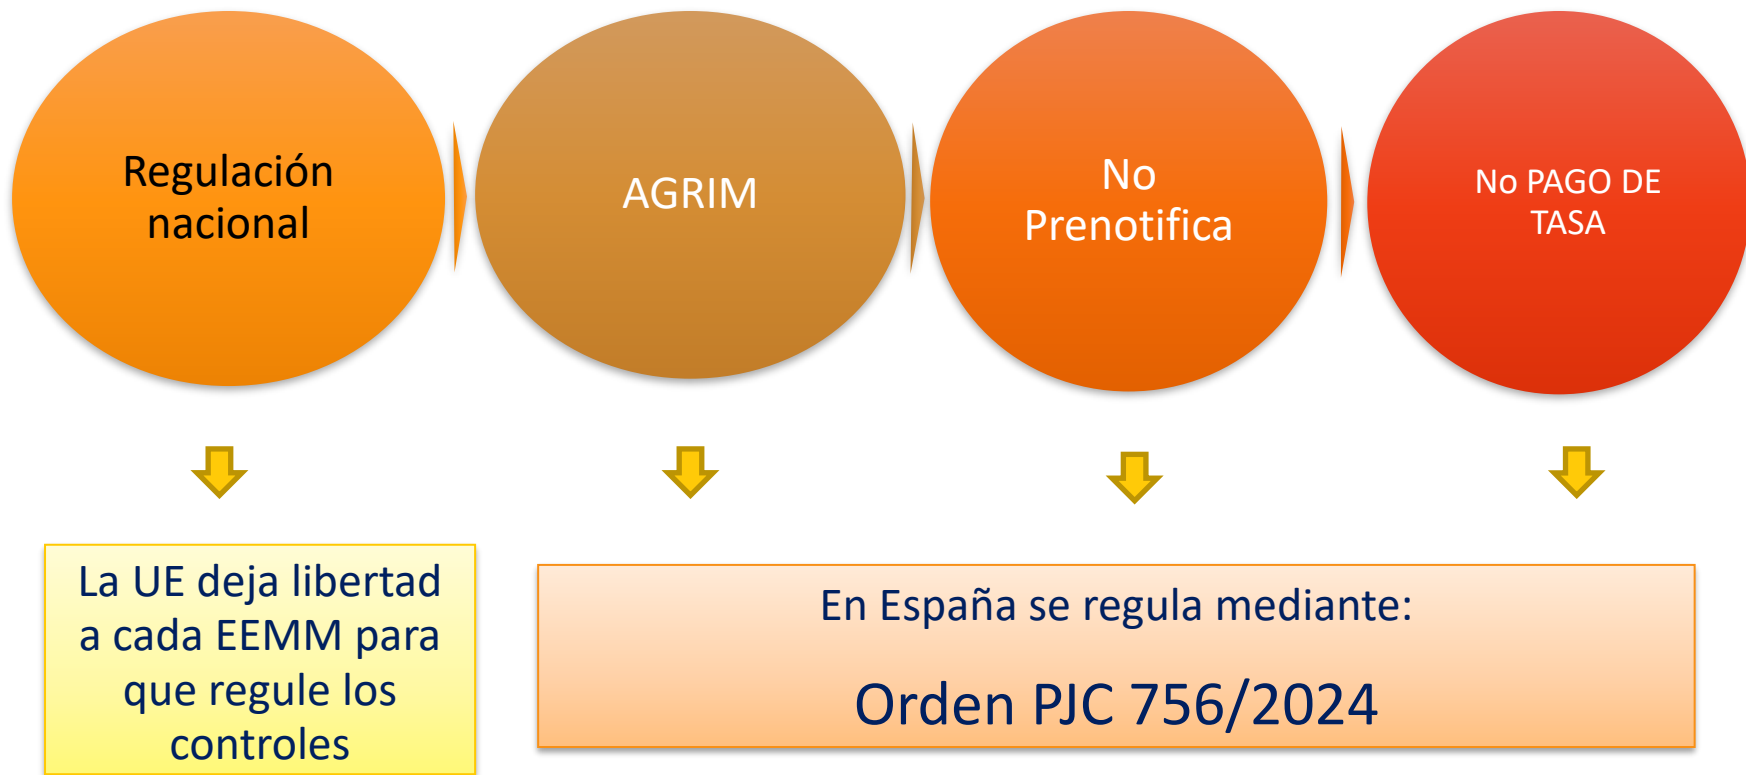 Regulación
nacional
AGRIM
No
Prenotifica
No PAGO DE
TASA
La UE deja libertad
a cada EEMM para
que regule los
controles
En España se regula mediante:
Orden PJC 756/2024